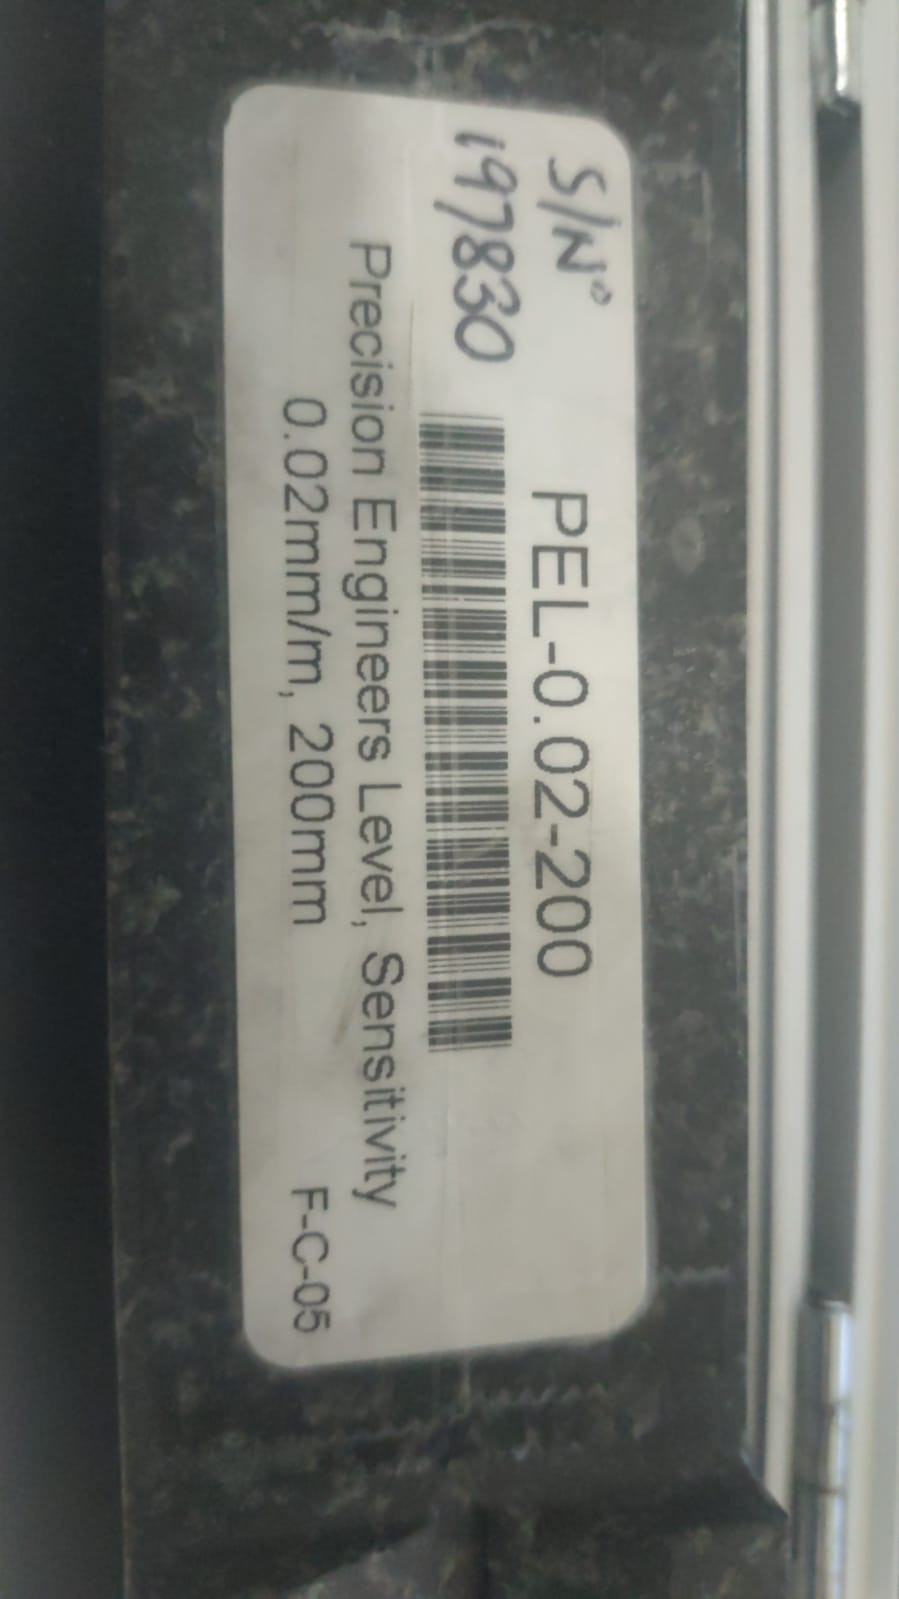 S/N°
197830
PEL-0.02-200
Precision Engineers Level, Sensitivity
0.02mm/m, 200mm
F-C-05